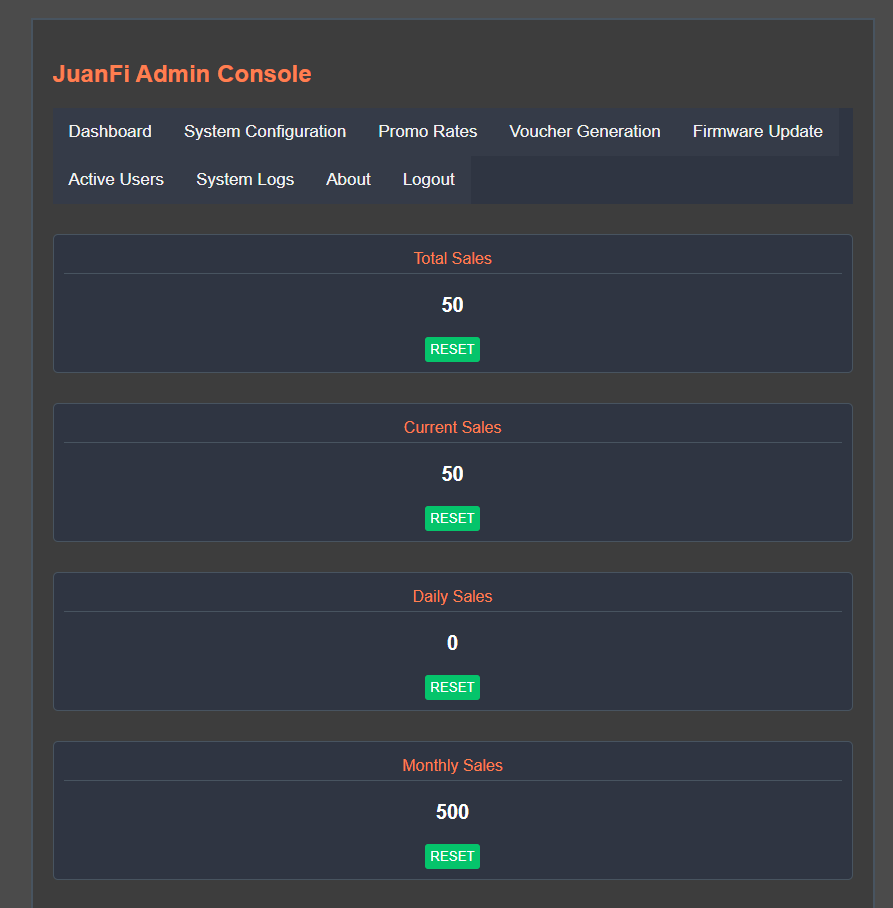 JuanFi Admin Console
Dashboard System Configuration Promo Rates Voucher Generation Firmware Update
Active Users System Logs About Logout
Total Sales
50
RESET
Current Sales
50
RESET
Daily Sales
0
RESET
Monthly Sales
500
RESET